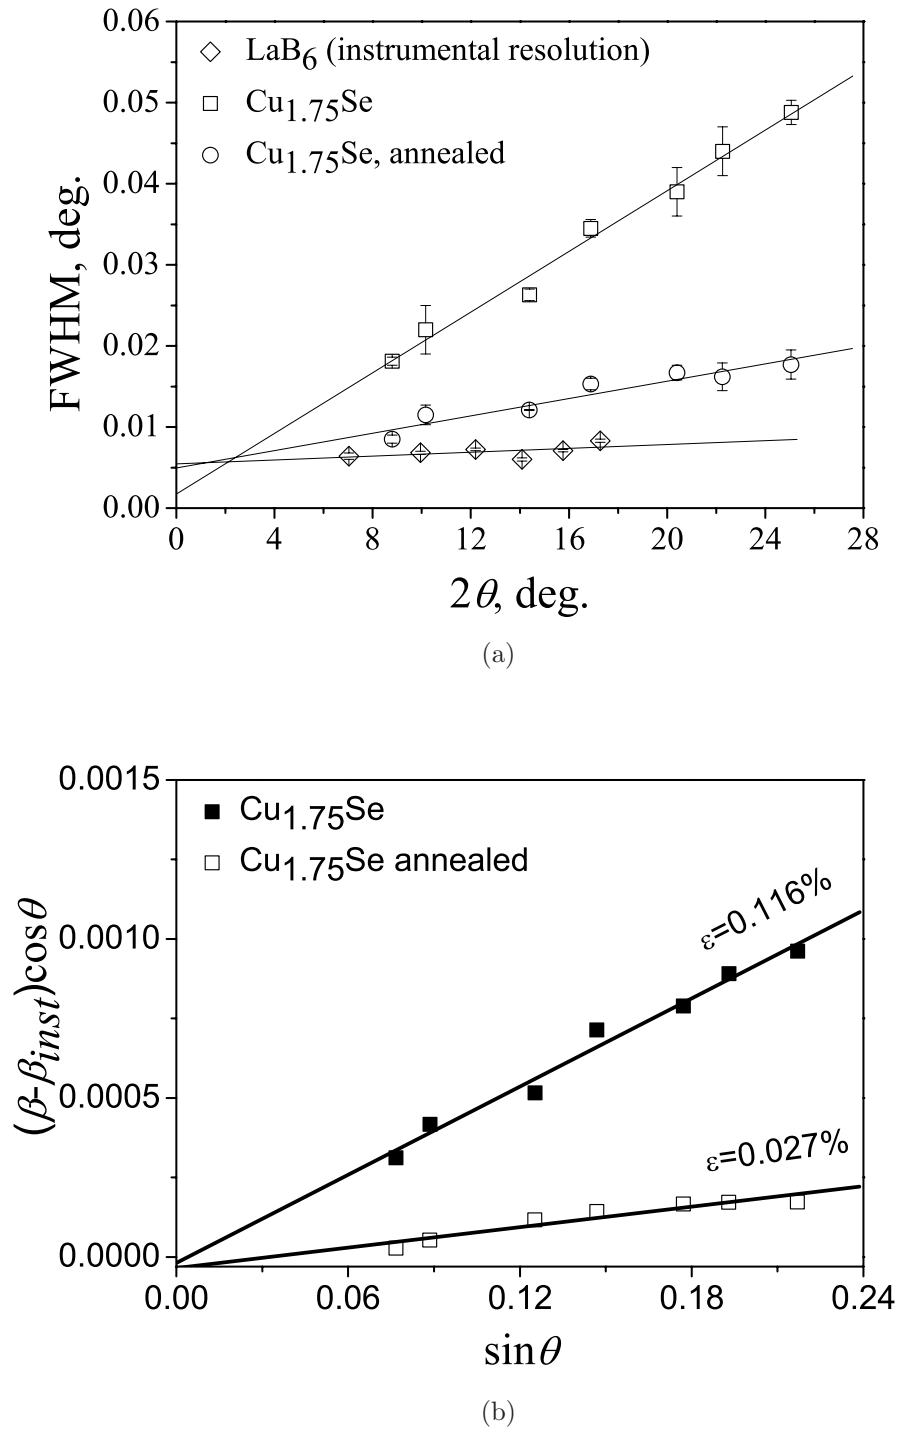 0.06
LaB6 (instrumental resolution)
0.05
Cu1.75Se
Cu1.75Se, annealed
0.04
0.03
0.02
0.01
0.00
FWHM, deg.
0 4 8 12 16 20 24 28
2θ, deg.
(a)
0.0015
Cu1.75Se
Cu1.75Se annealed
ε=0.116%
0.0010
(β-βinst)cosθ
0.0005
ε=0.027%
0.0000
0.00 0.06 0.12 0.18 0.24
sinθ
(b)